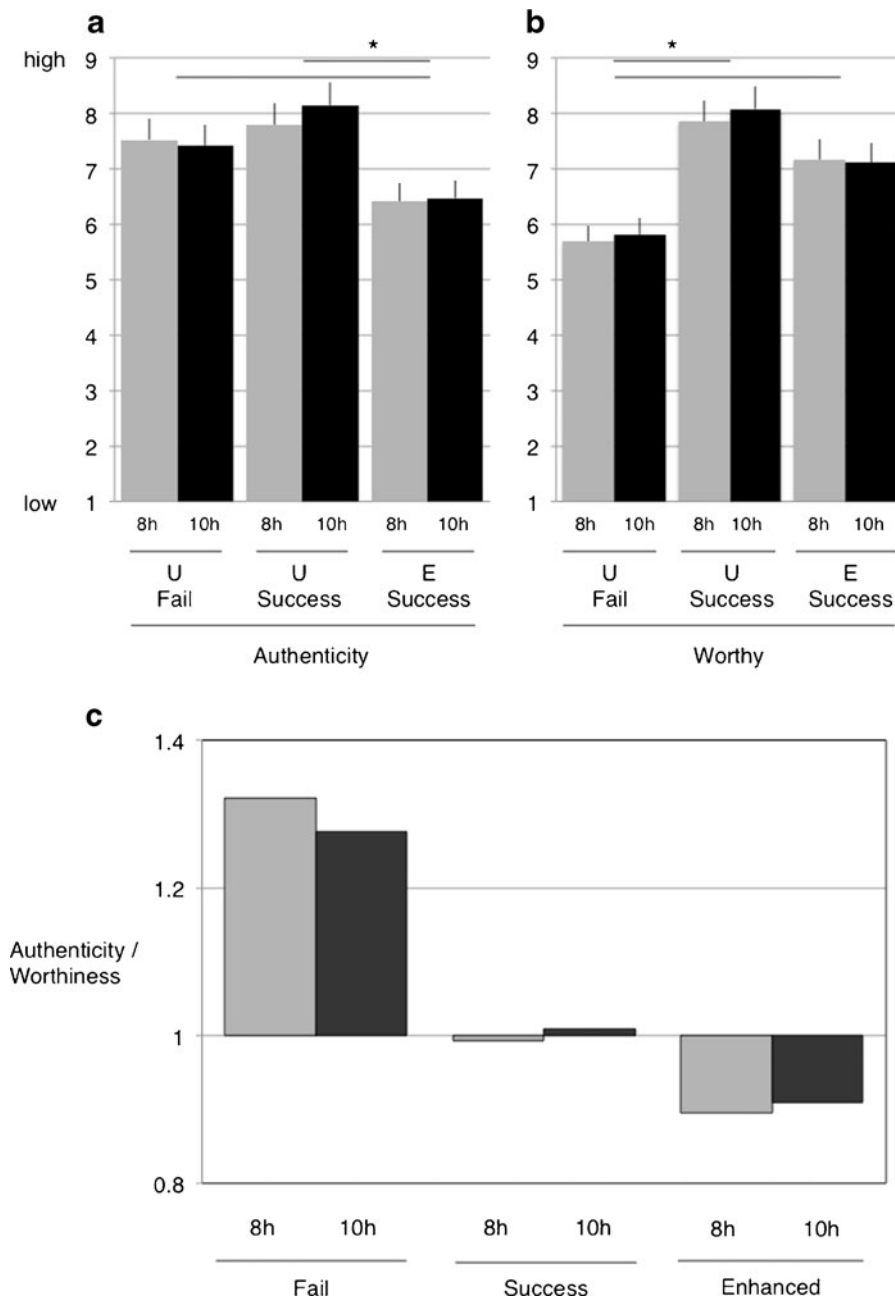 a
b
high
*
*
9
9
8
8
7
7
6
6
5
5
4
4
3
3
2
2
low
1
1
8h 10h 8h 10h 8h 10h
8h 10h 8h 10h 8h 10h
U U E
Fail Success Success
U U E
Fail Success Success
Authenticity
Worthy
c
1.4
1.2
Authenticity /
Worthiness
1
0.8
8h 10h 8h 10h 8h 10h
Fail Success Enhanced